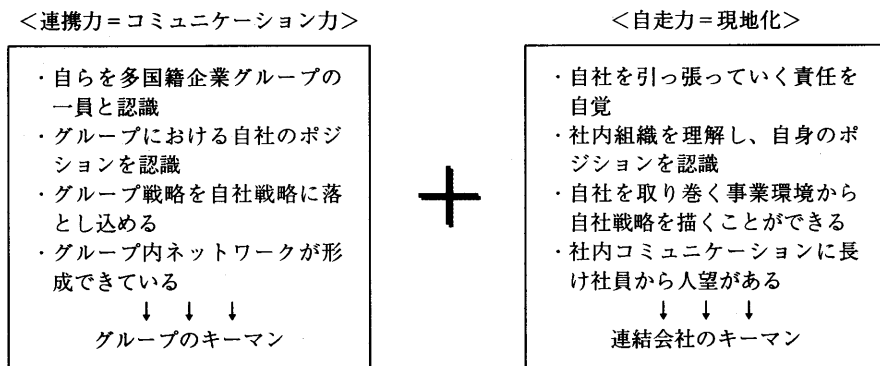 <連携力=コミュニケーション力>
・自らを多国籍企業グループの
一員と認識
・グループにおける自社のポジ
ションを認識
・グループ戦略を自社戦略に落
とし込める
・グループ内ネットワークが形
成できている
↓ ↓ ↓
グループのキーマン
+
<自走力=現地化>
・自社を引っ張っていく責任を
自覚
・社内組織を理解し、自身のポ
ジションを認識
・自社を取り巻く事業環境から
自社戦略を描くことができる
・社内コミュニケーションに長
け社員から人望がある
↓ ↓ ↓
連結会社のキーマン